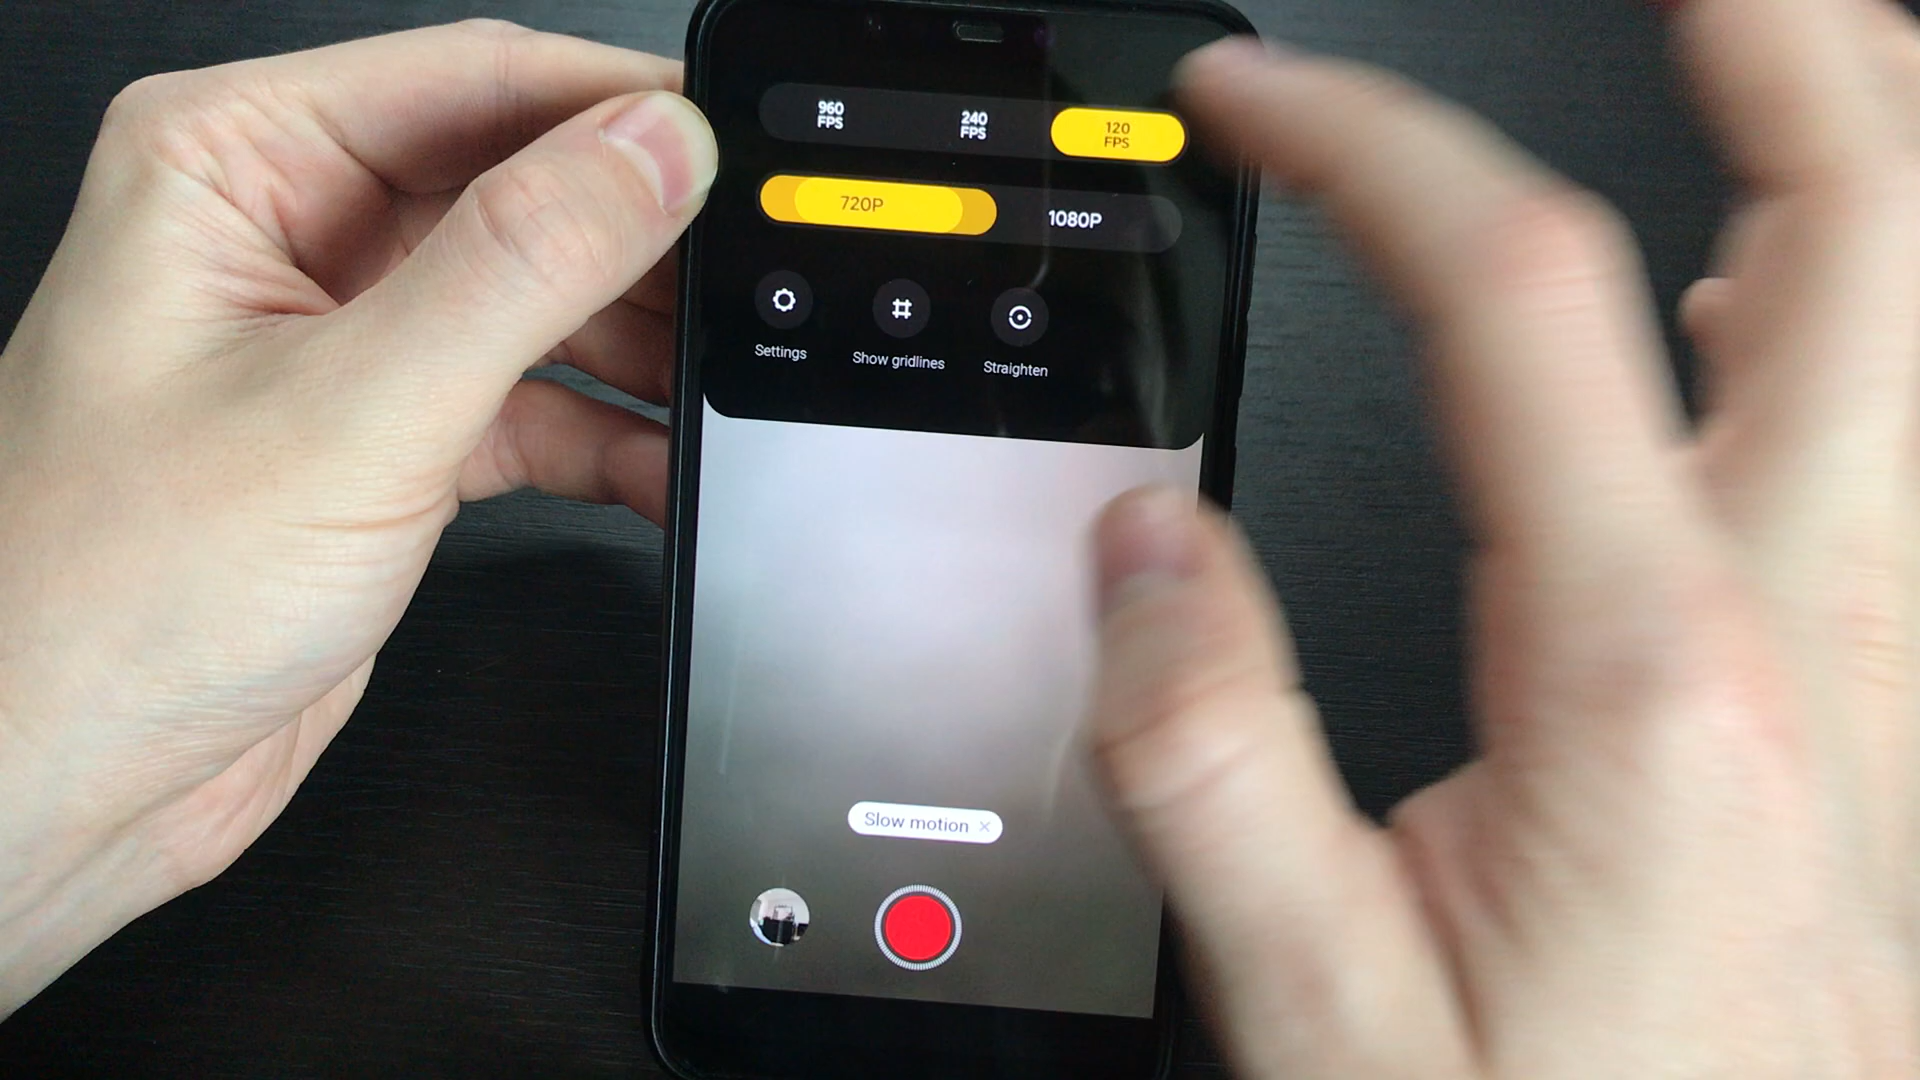 960
FPS
240
FPS
120
FPS
720P
1080P
Settings
Show gridlines
Straighten
Slow motion ×